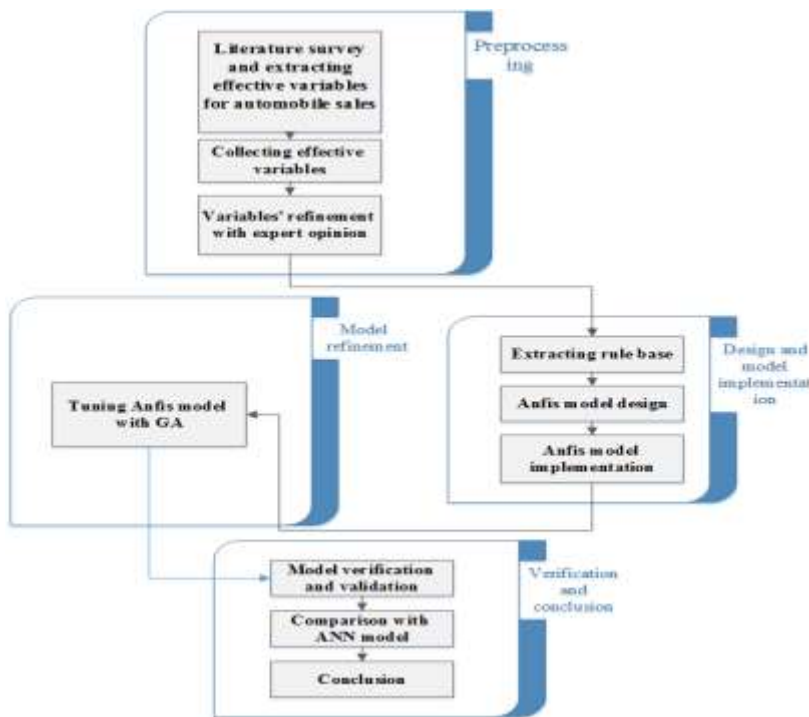 Literature survey
and extracting
effective variables
for automobile sales
Preprocess
ing
Collecting effective
variables
Variables' refinement
with expert opinion
Model
refinement
Tuning Anfis model
with GA
Extracting rule base
Anfis model design
Anfis model
implementation
Design and
model
implementat
ion
Model verification
and validation
Comparison with
ANN model
Conclusion
Verification
and
conclusion